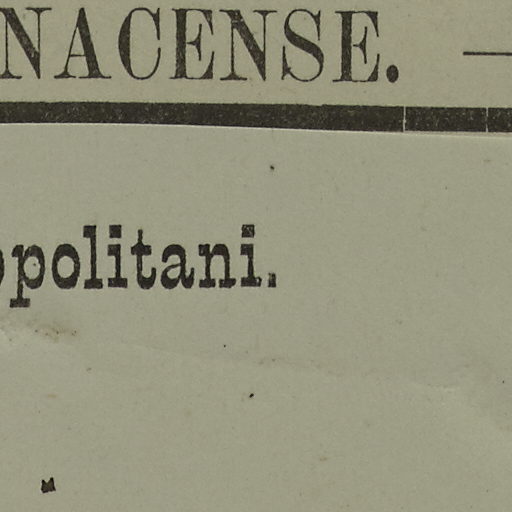 NACENSE. —
politani.